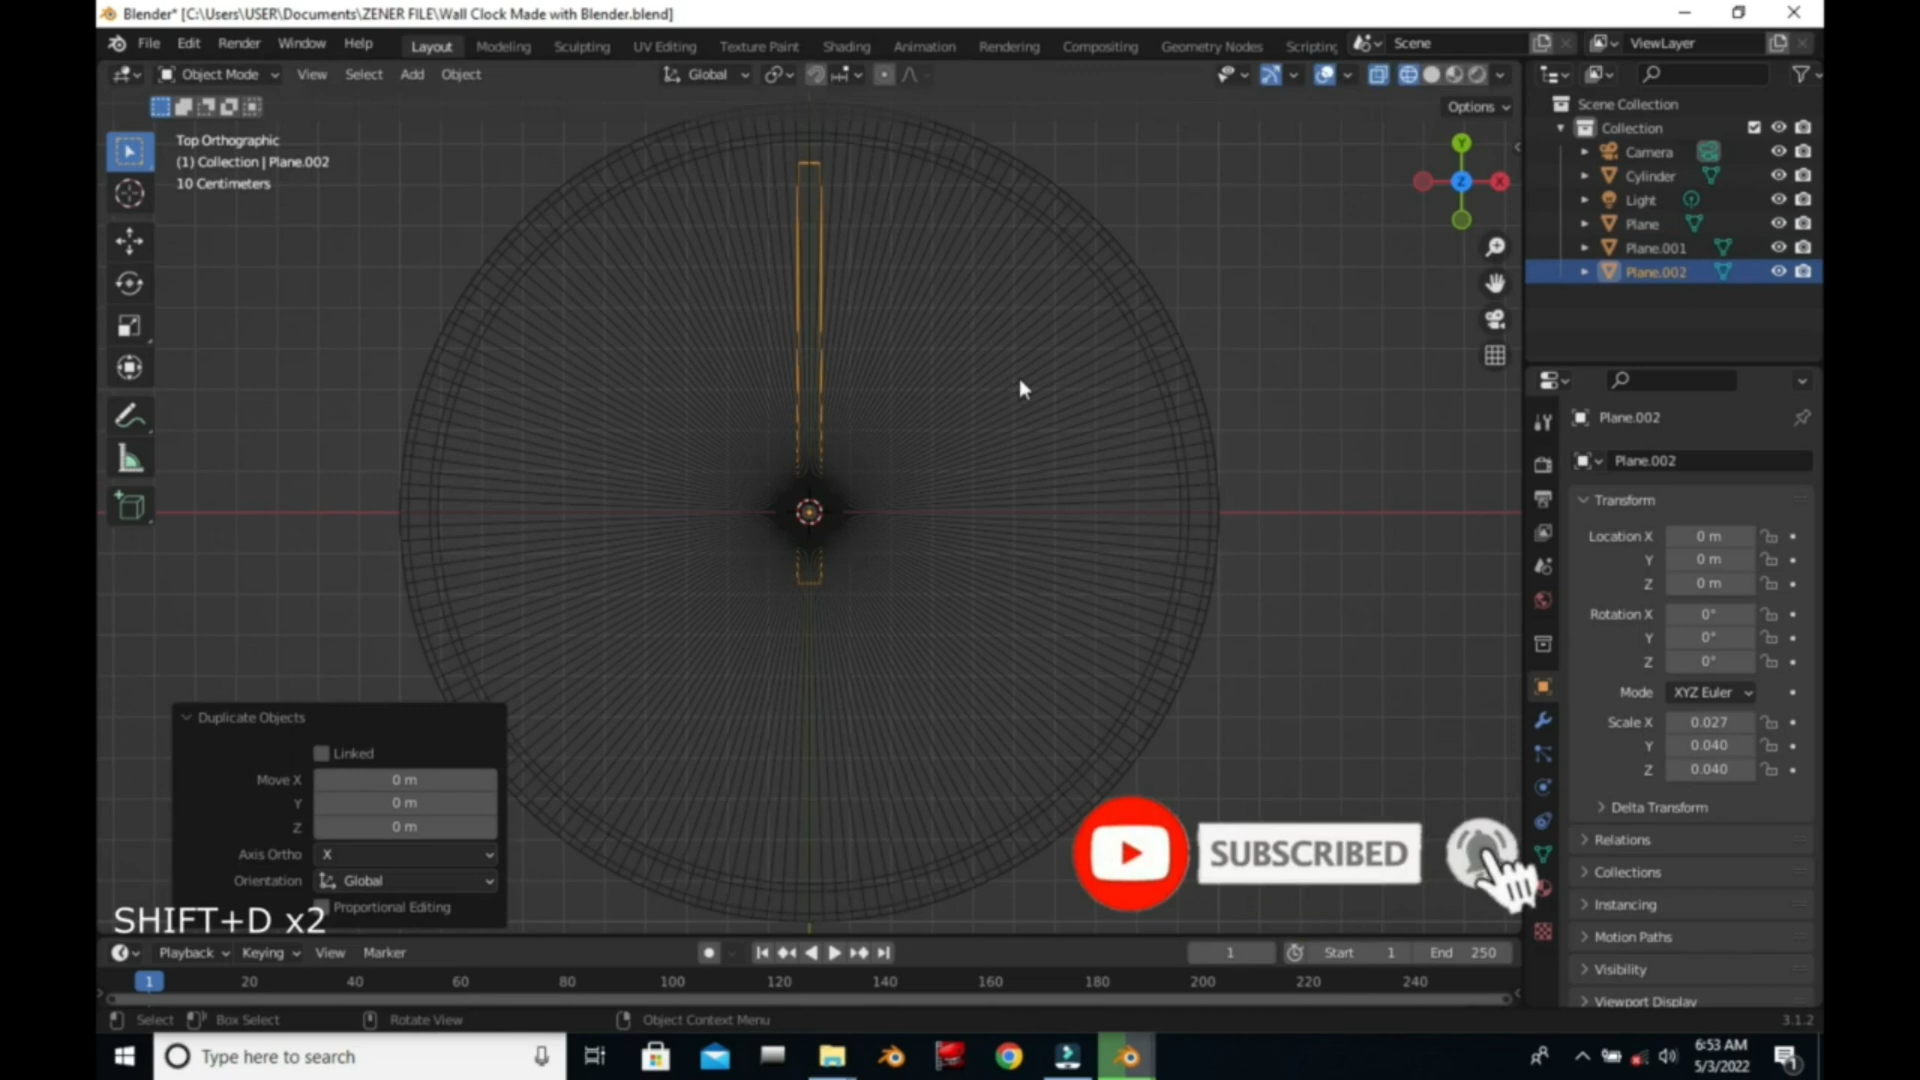 Blender* [C:\Users\USER\Documents\ZENER FILE\Wall Clock Made with Blender.blend]
File Edit Render Window Help Layout Modeling Sculpting UV Editing Texture Paint Shading Animation Rendering Compositing Geometry Nodes Scripting Scene ViewLayer
Object Mode View Select Add Object Global
Options
Top Orthographic
(1) Collection | Plane.002
10 Centimeters
Y
Z
X
Scene Collection
Collection
Camera
Cylinder
Light
Plane
Plane.001
Plane.002
Plane.002
Plane.002
Transform
Location X 0 m
Y 0 m
Z 0 m
Rotation X 0°
Y 0°
Z 0°
Mode XYZ Euler
Scale X 0.027
Y 0.040
Z 0.040
Delta Transform
Relations
Collections
Instancing
Motion Paths
Visibility
Viewport Display
Duplicate Objects
Linked
Move X 0 m
Y 0 m
Z 0 m
Axis Ortho X
Orientation Global
Proportional Editing
SHIFT+D x2
SUBSCRIBED
Playback Keying View Marker 1 Start 1 End 250
1 20 40 60 80 100 120 140 160 180 200 220 240
Select Box Select Rotate View Object Context Menu 3.1.2
Type here to search
6:53 AM
5/3/2022
1